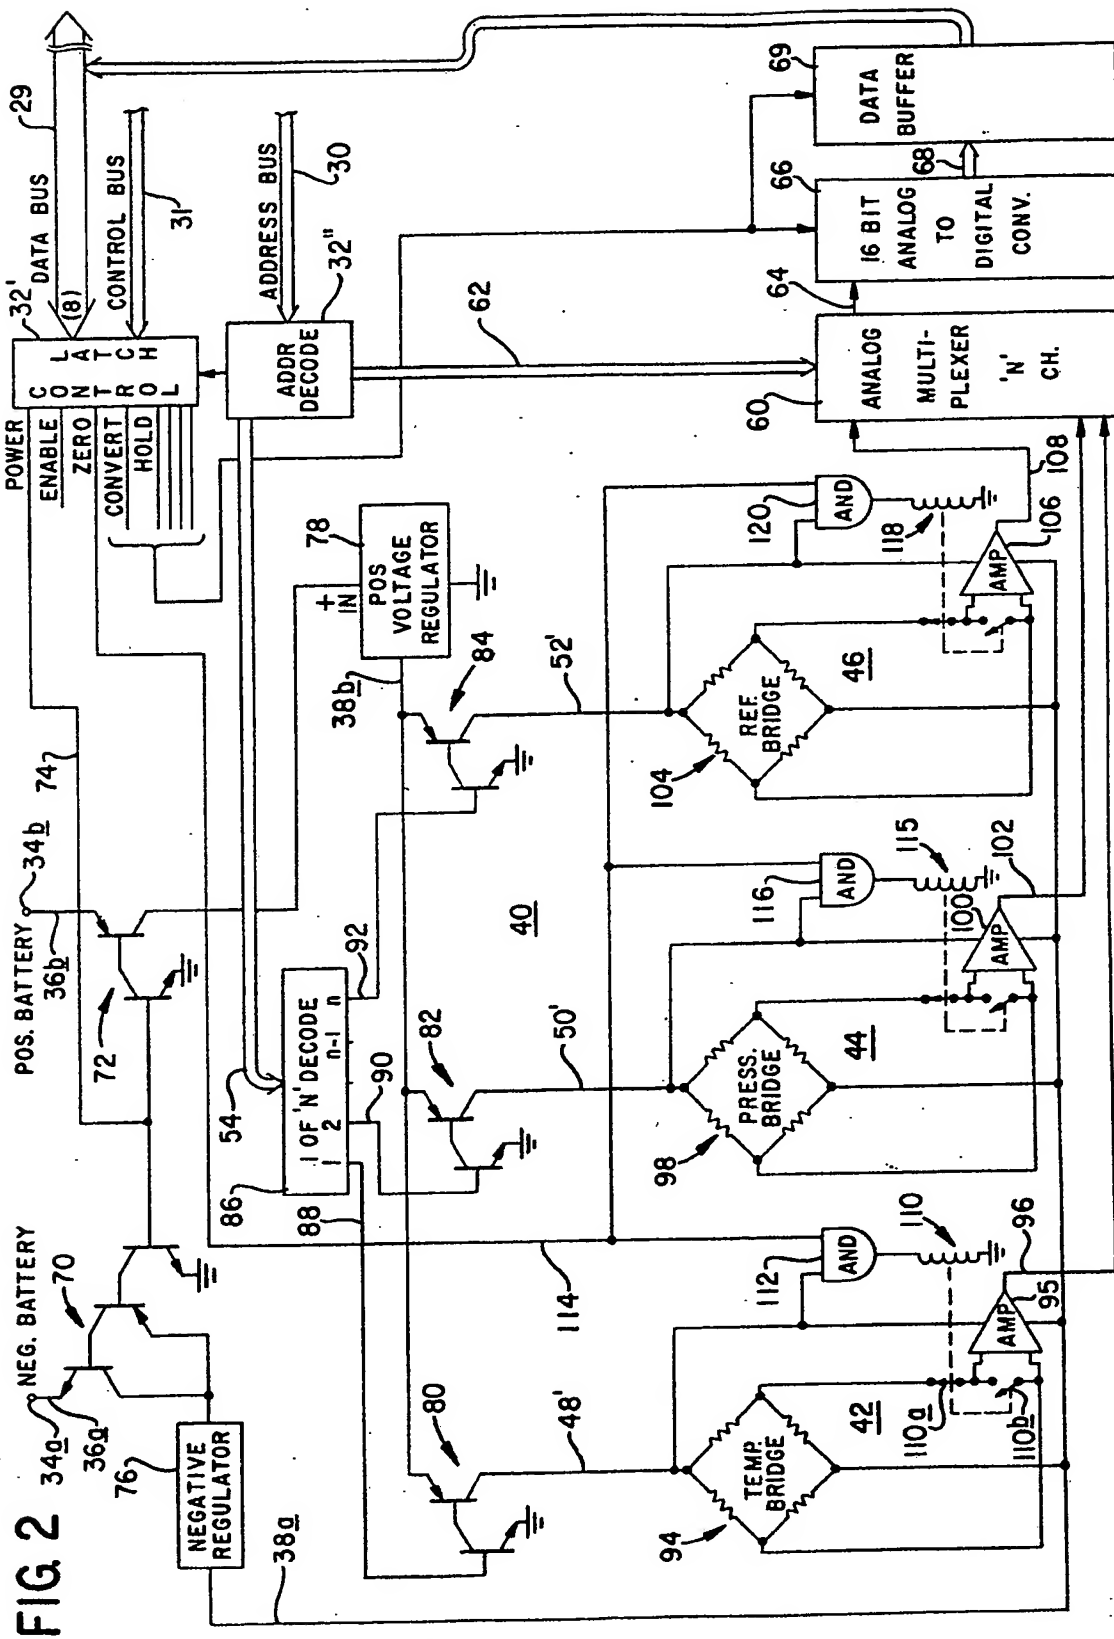 FIG. 2
NEG. BATTERY
34a
36a
70
76
NEGATIVE
REGULATOR
38a
POS. BATTERY
34b
36b
72
74
POWER
ENABLE
ZERO
CONVERT
HOLD
CONTROL
LATCH
32'
DATA BUS
(8)
29
CONTROL BUS
31
ADDRESS BUS
30
32"
ADDR
DECODE
62
54
86
1 OF 'N' DECODE
1 2 n-1 n
88
90
92
+
IN
78
POS
VOLTAGE
REGULATOR
38b
80
82
84
40
48'
50'
52'
114
94
TEMP.
BRIDGE
42
112
AND
110
110a
110b
AMP
95
96
98
PRESS.
BRIDGE
44
116
AND
115
AMP
100
102
104
REF.
BRIDGE
46
120
AND
118
AMP
106
108
60
ANALOG
MULTI-
PLEXER
'N'
CH.
64
66
16 BIT
ANALOG
TO
DIGITAL
CONV.
68
69
DATA
BUFFER